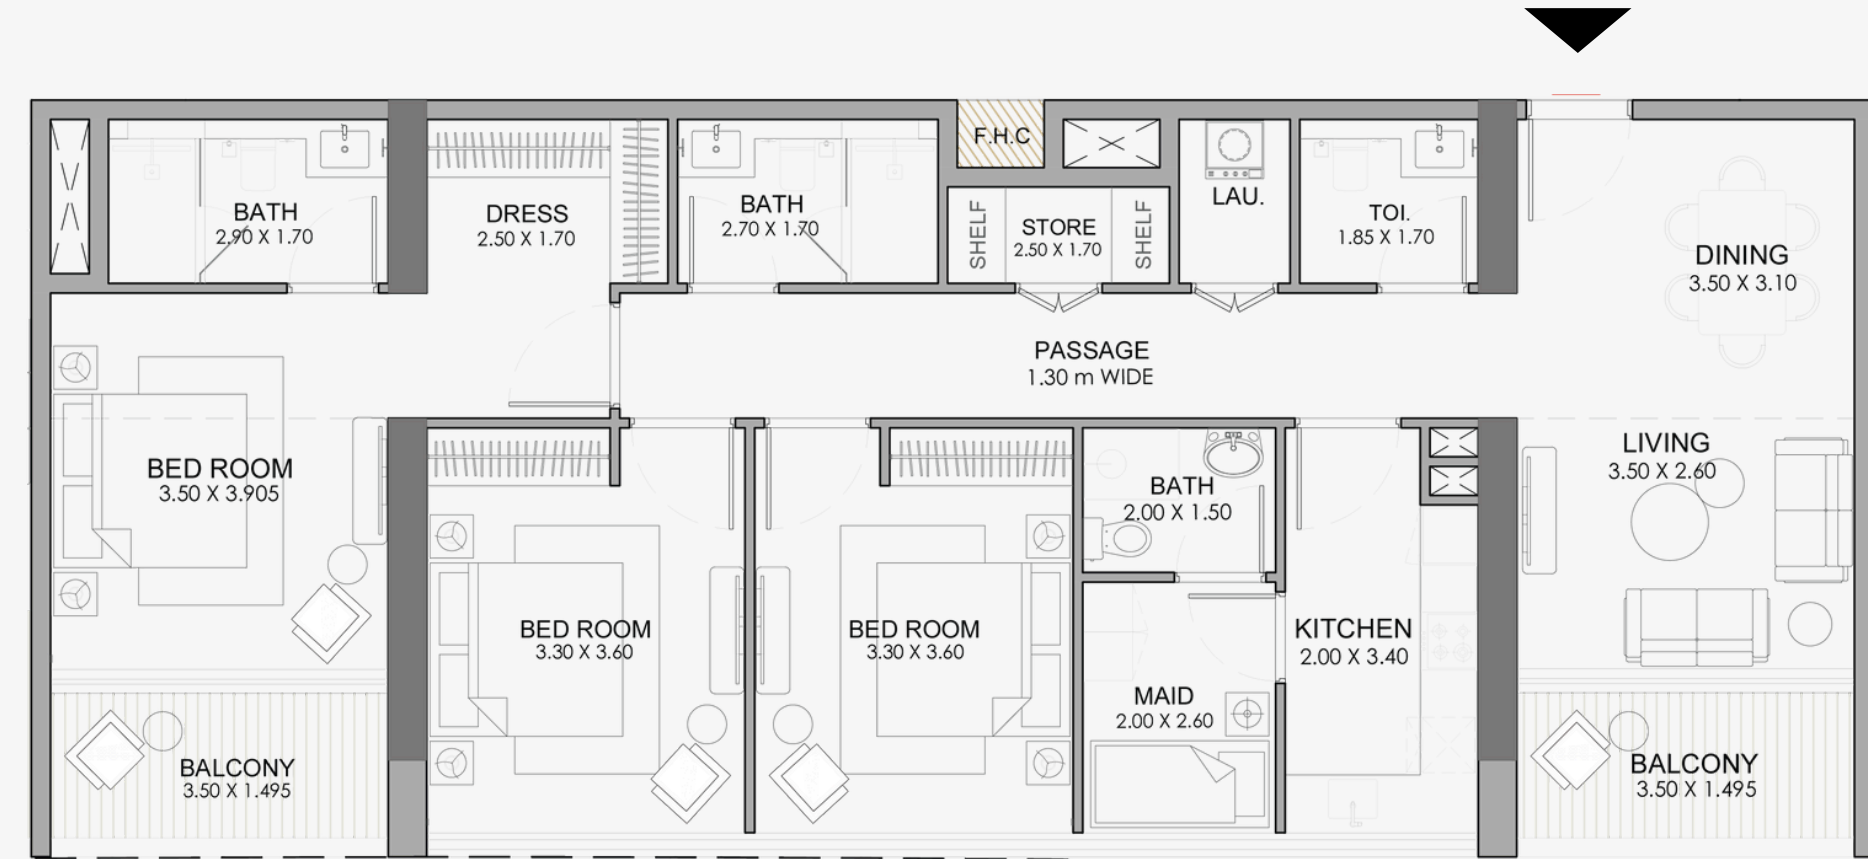 F.H.C
LAU.
BATH
2.90 X 1.70
DRESS
2.50 X 1.70
BATH
2.70 X 1.70
SHELF
STORE
2.50 X 1.70
SHELF
TOI.
1.85 X 1.70
DINING
3.50 X 3.10
PASSAGE
1.30 m WIDE
BED ROOM
3.50 X 3.905
LIVING
3.50 X 2.60
BATH
2.00 X 1.50
BED ROOM
3.30 X 3.60
BED ROOM
3.30 X 3.60
KITCHEN
2.00 X 3.40
MAID
2.00 X 2.60
BALCONY
3.50 X 1.495
BALCONY
3.50 X 1.495